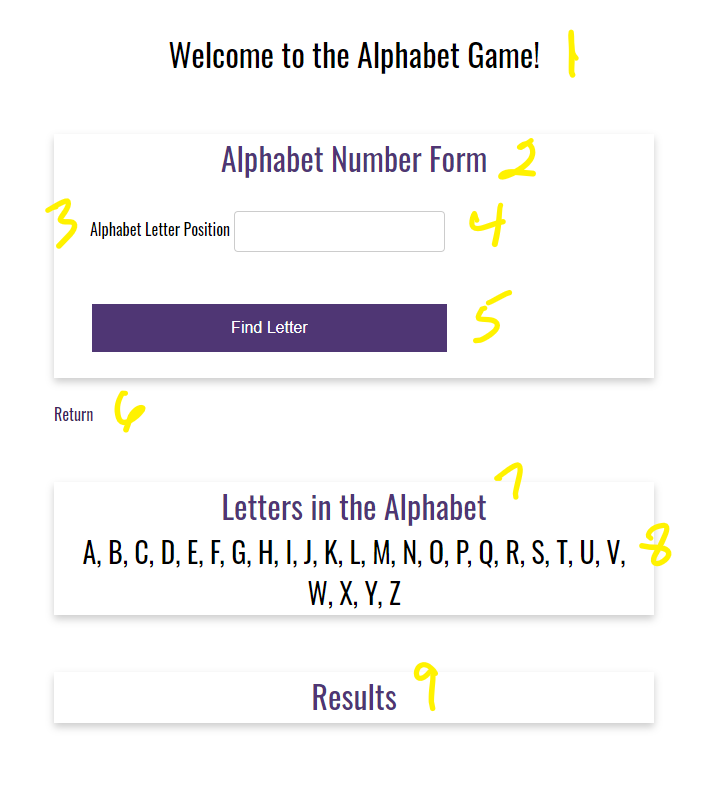 Welcome to the Alphabet Game! 1
Alphabet Number Form 2
3 Alphabet Letter Position 4
Find Letter 5
Return 6
Letters in the Alphabet 7
A, B, C, D, E, F, G, H, I, J, K, L, M, N, O, P, Q, R, S, T, U, V, 8
W, X, Y, Z
Results 9